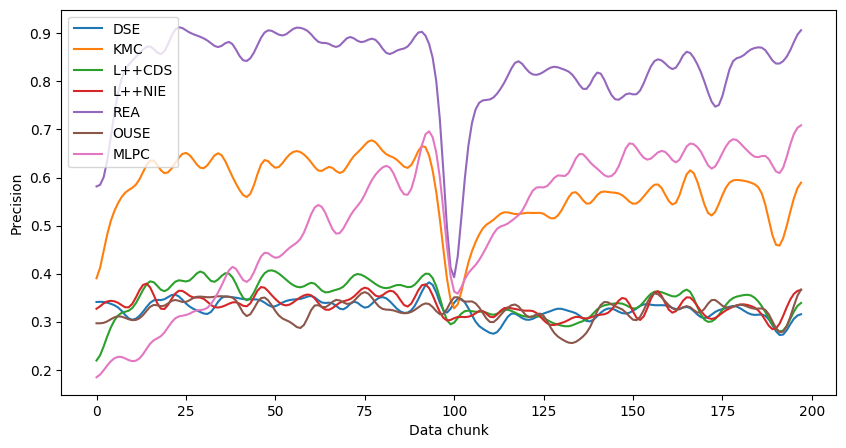 DSE
KMC
L++CDS
L++NIE
REA
OUSE
MLPC
Precision
0.9
0.8
0.7
0.6
0.5
0.4
0.3
0.2
0 25 50 75 100 125 150 175 200
Data chunk